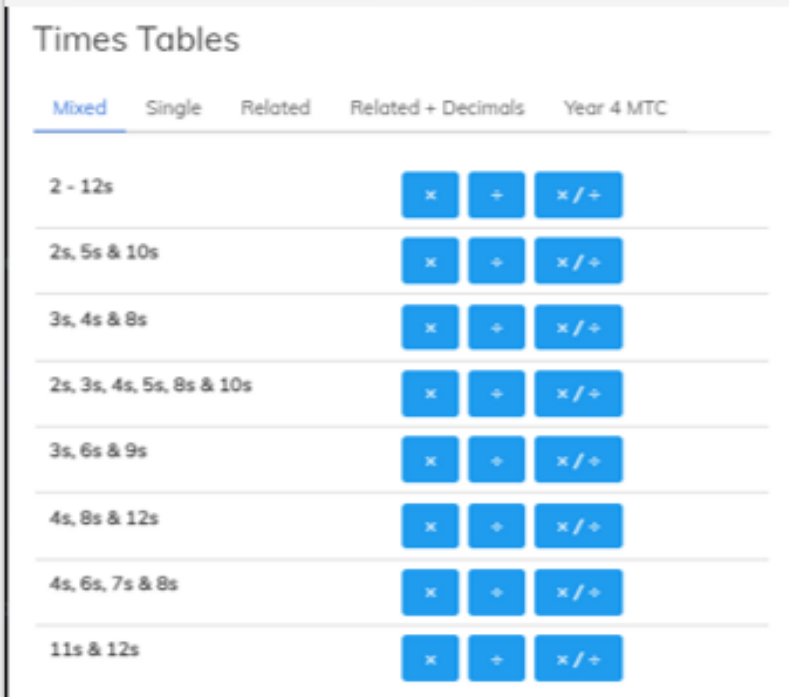 Times Tables
Mixed Single Related Related + Decimals Year 4 MTC
2 - 12s × ÷ × / ÷
2s, 5s & 10s × ÷ × / ÷
3s, 4s & 8s × ÷ × / ÷
2s, 3s, 4s, 5s, 8s & 10s × ÷ × / ÷
3s, 6s & 9s × ÷ × / ÷
4s, 8s & 12s × ÷ × / ÷
4s, 6s, 7s & 8s × ÷ × / ÷
11s & 12s × ÷ × / ÷